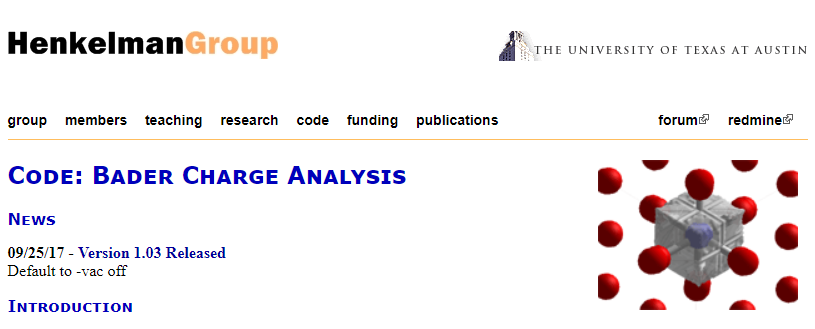 HenkelmanGroup
THE UNIVERSITY OF TEXAS AT AUSTIN
group members teaching research code funding publications forum redmine
Code: Bader Charge Analysis
News
09/25/17 - Version 1.03 Released
Default to -vac off
Introduction